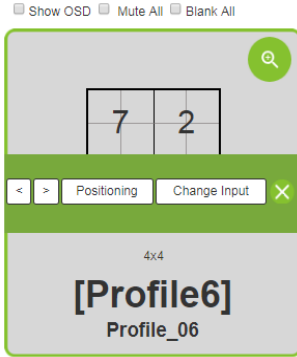 Show OSD Mute All Blank All
7 2
< > Positioning Change Input X
4x4
[Profile6]
Profile_06